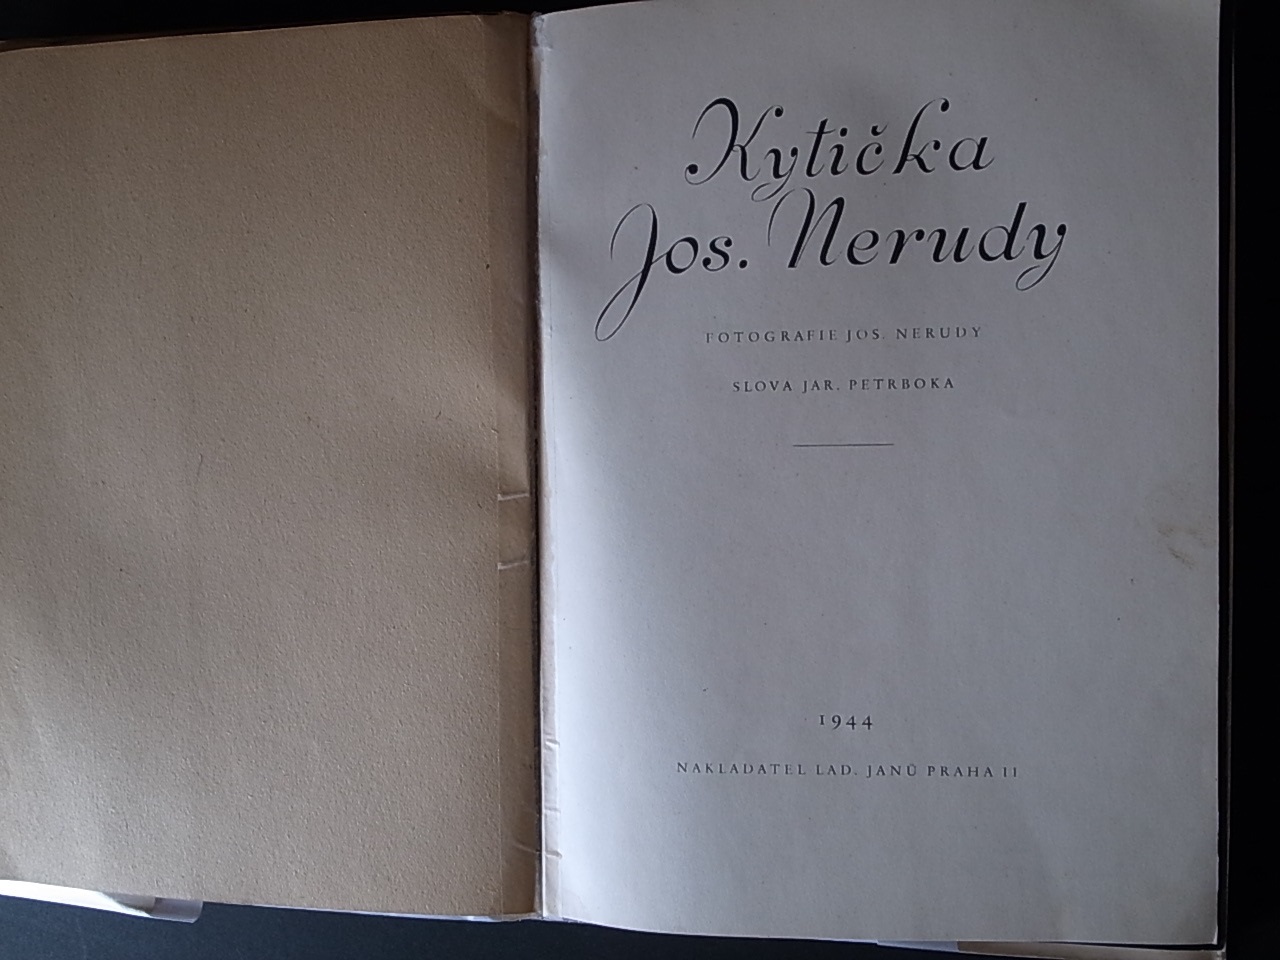 Kytička
Jos. Nerudy
FOTOGRAFIE JOS. NERUDY
SLOVA JAR. PETRBOKA
1944
NAKLADATEL LAD. JANŮ PRAHA II